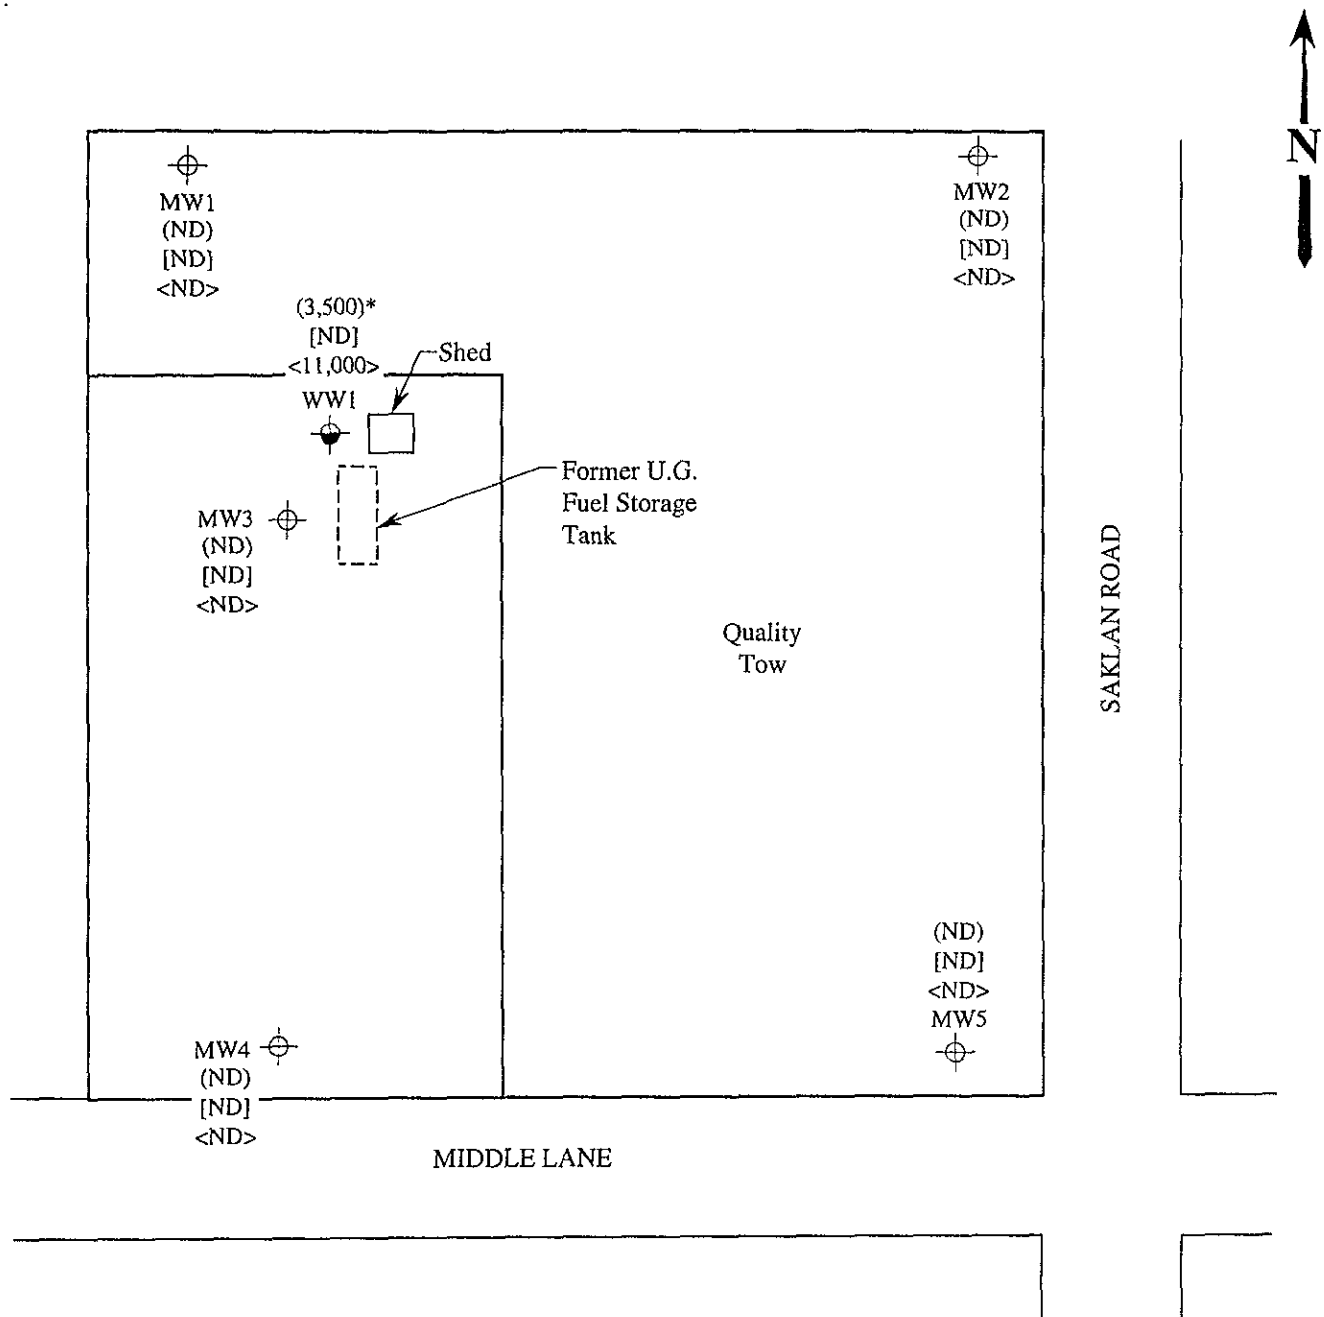 N
MW1
(ND)
[ND]
<ND>
MW2
(ND)
[ND]
<ND>
(3,500)*
[ND]
<11,000>
WW1
Shed
Former U.G.
Fuel Storage
Tank
MW3
(ND)
[ND]
<ND>
Quality
Tow
SAKLAN ROAD
(ND)
[ND]
<ND>
MW5
MW4
(ND)
[ND]
<ND>
MIDDLE LANE